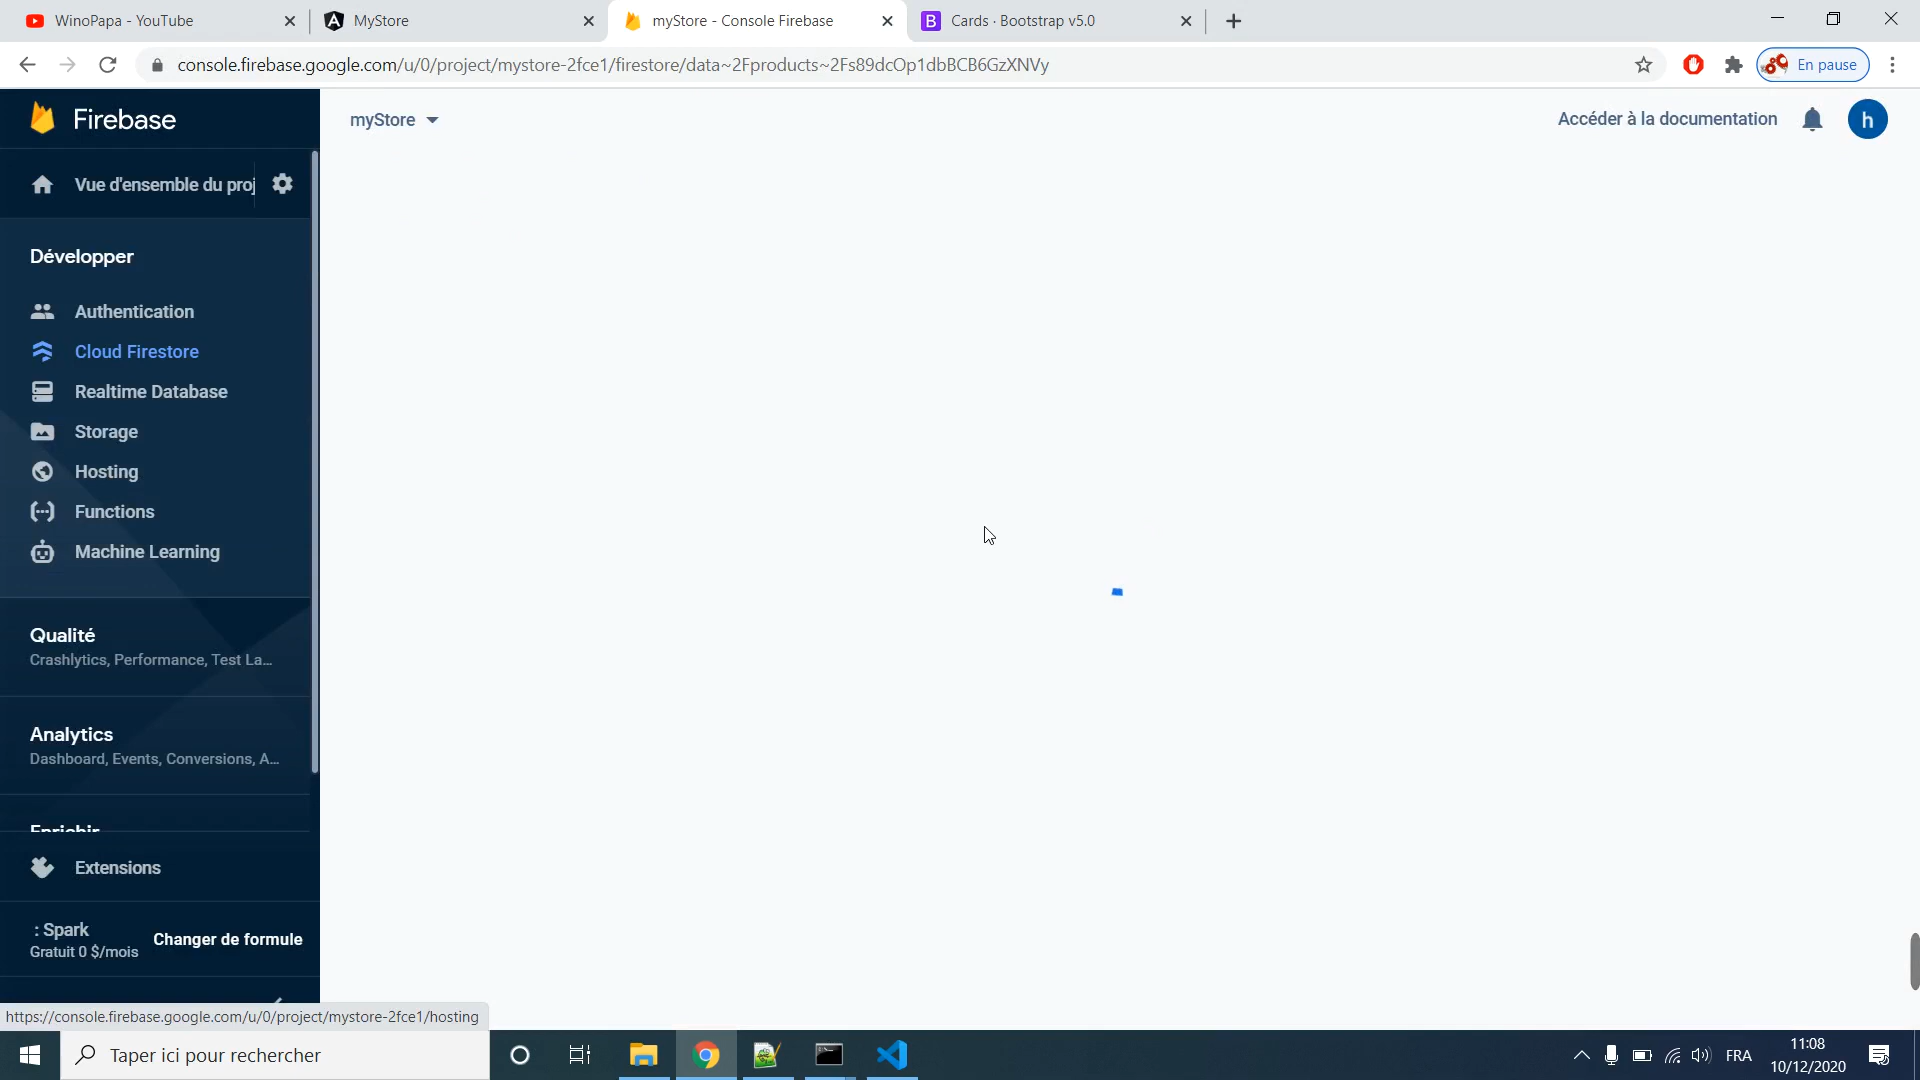 WinoPapa - YouTube
MyStore
myStore - Console Firebase
Cards · Bootstrap v5.0
console.firebase.google.com/u/0/project/mystore-2fce1/firestore/data~2Fproducts~2Fs89dcOp1dbBCB6GzXNVy
En pause
Firebase
myStore
Accéder à la documentation
h
Vue d'ensemble du proj
Développer
Authentication
Cloud Firestore
Realtime Database
Storage
Hosting
Functions
Machine Learning
Qualité
Crashlytics, Performance, Test La...
Analytics
Dashboard, Events, Conversions, A...
Enrichir
Extensions
: Spark
Gratuit 0 $/mois
Changer de formule
https://console.firebase.google.com/u/0/project/mystore-2fce1/hosting
Taper ici pour rechercher
FRA
11:08
10/12/2020